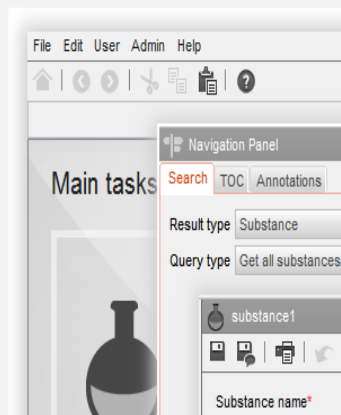 File Edit User Admin Help
Navigation Panel
Main tasks
Search TOC Annotations
Result type Substance
Query type Get all substances
substance1
Substance name*